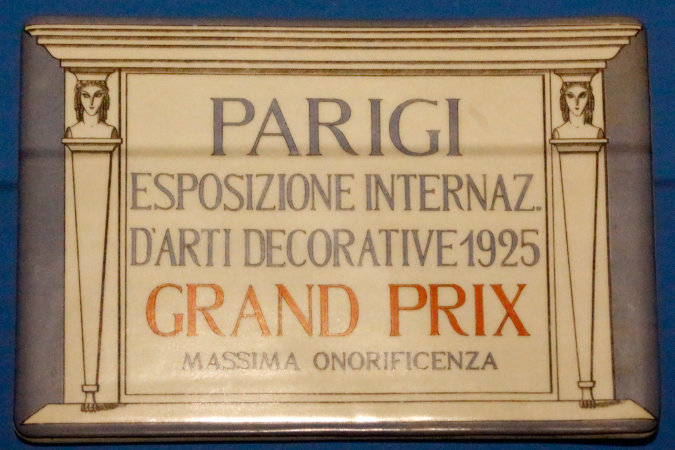 PARIGI
ESPOSIZIONE INTERNAZ.
D'ARTI DECORATIVE 1925
GRAND PRIX
MASSIMA ONORIFICENZA